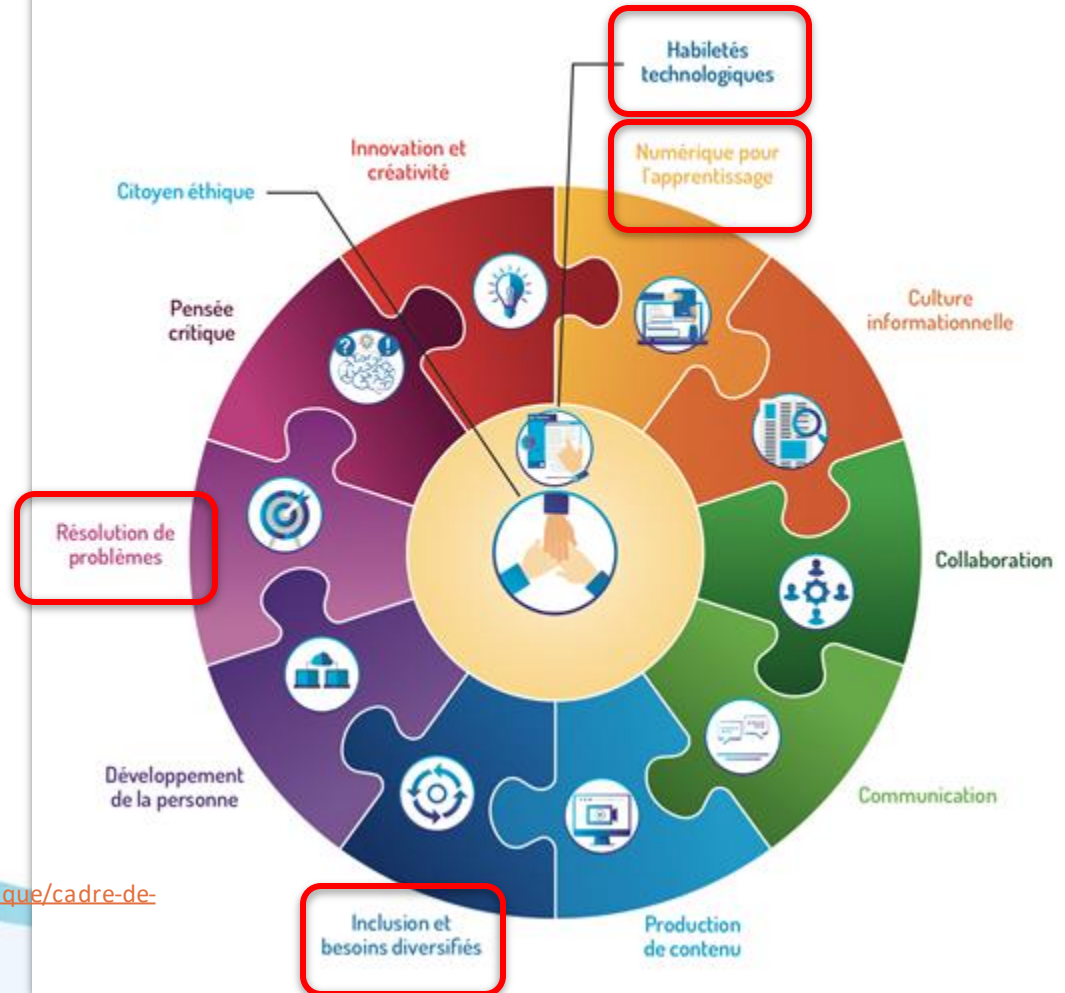 Habiletés
technologiques
Numérique pour
l'apprentissage
Innovation et
créativité
Citoyen éthique
Culture
informationnelle
Pensée
critique
Résolution de
problèmes
Collaboration
Développement
de la personne
Communication
que/cadre-de-
Inclusion et
besoins diversifiés
Production
de contenu